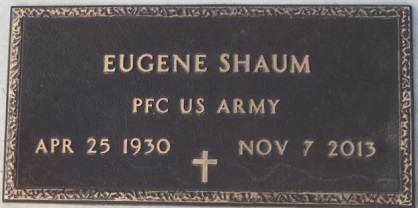 EUGENE SHAUM
PFC US ARMY
APR 25 1930 NOV 7 2013